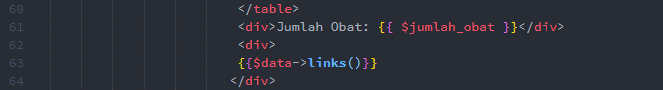 60 </table>
61 <div>Jumlah Obat: {{ $jumlah_obat }}</div>
62 <div>
63 {{$data->links()}}
64 </div>